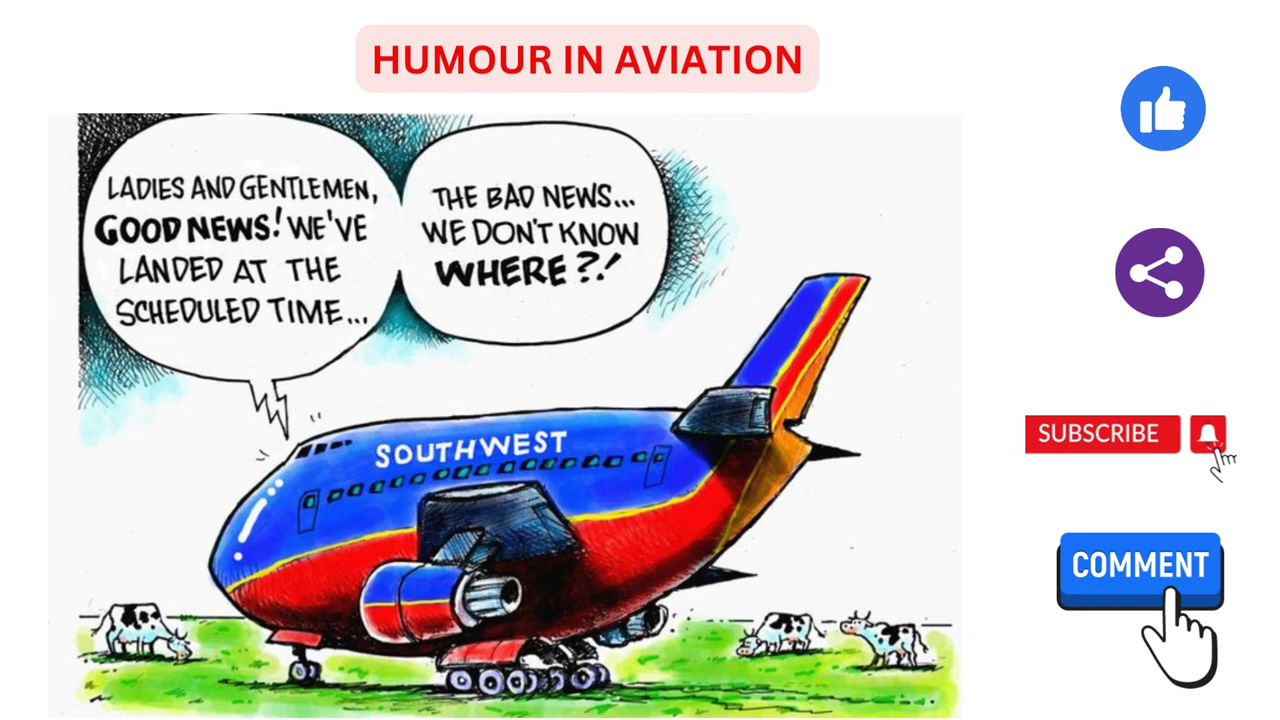 HUMOUR IN AVIATION
LADIES AND GENTLEMEN,
GOOD NEWS! WE'VE
LANDED AT THE
SCHEDULED TIME...
THE BAD NEWS...
WE DON'T KNOW
WHERE?!
SOUTHWEST
SUBSCRIBE
COMMENT